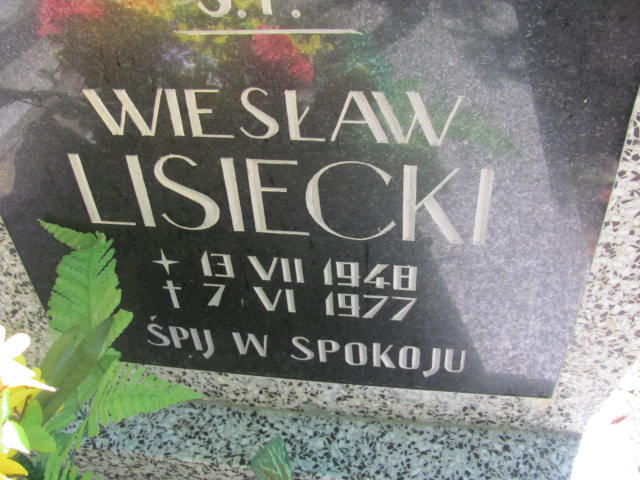 Ś.P.
WIESŁAW
LISIECKI
✶ 13 VII 1948
† 7 VI 1977
ŚPIJ W SPOKOJU